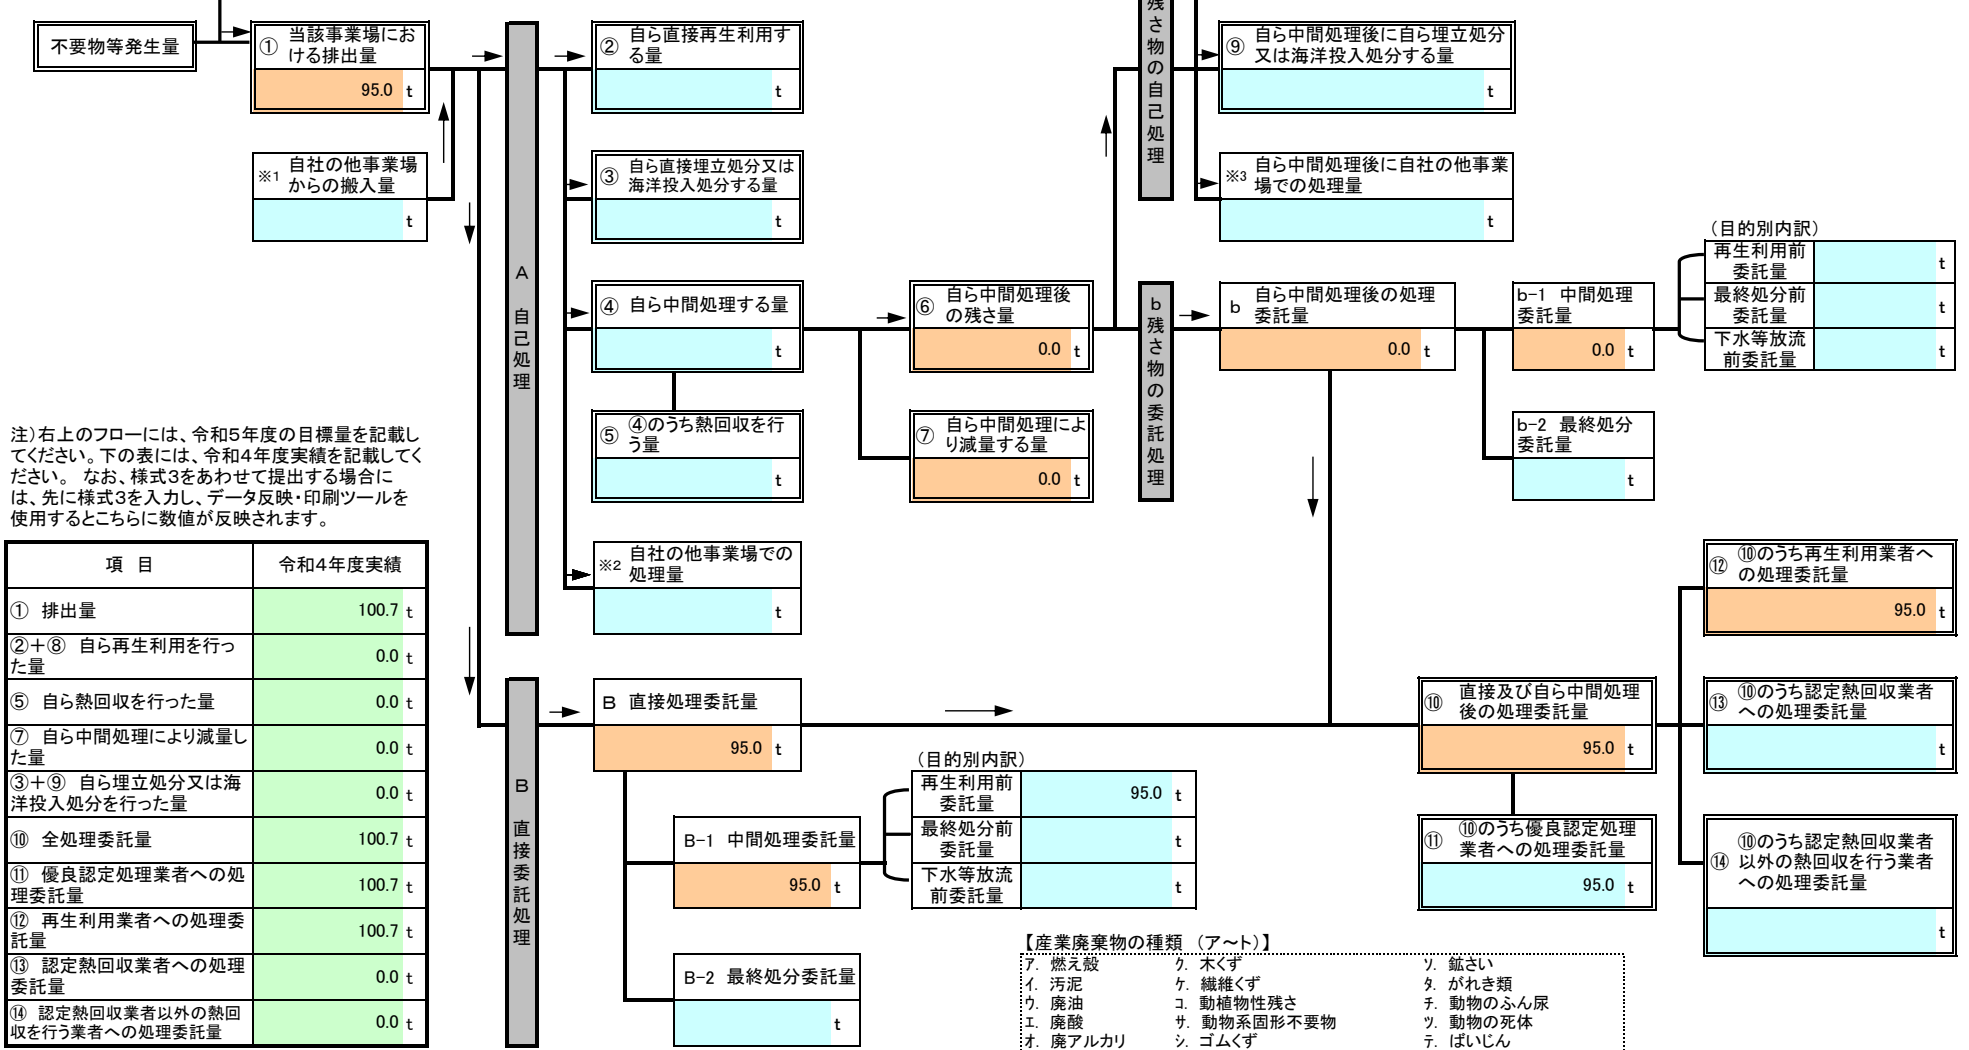 不要物等発生量
① 当該事業場にお
ける排出量
95.0 t
※1 自社の他事業場
からの搬入量
t
A 自己処理
② 自ら直接再生利用す
る量
t
③ 自ら直接埋立処分又は
海洋投入処分する量
t
④ 自ら中間処理する量
t
⑤ ④のうち熱回収を行
う量
t
※2 自社の他事業場での
処理量
t
⑥ 自ら中間処理後
の残さ量
0.0 t
⑦ 自ら中間処理によ
り減量する量
0.0 t
残さ物の自己処理
⑨ 自ら中間処理後に自ら埋立処分
又は海洋投入処分する量
t
※3 自ら中間処理後に自社の他事業
場での処理量
t
b 残さ物の委託処理
b 自ら中間処理後の処理
委託量
0.0 t
b-1 中間処理
委託量
0.0 t
(目的別内訳)
再生利用前
委託量
t
最終処分前
委託量
t
下水等放流
前委託量
t
b-2 最終処分
委託量
t
注)右上のフローには、令和5年度の目標量を記載し
てください。下の表には、令和4年度実績を記載してく
ださい。 なお、様式3をあわせて提出する場合に
は、先に様式3を入力し、データ反映・印刷ツールを
使用するとこちらに数値が反映されます。
項 目 令和4年度実績
① 排出量 100.7 t
②+⑧ 自ら再生利用を行っ
た量 0.0 t
⑤ 自ら熱回収を行った量 0.0 t
⑦ 自ら中間処理により減量し
た量 0.0 t
③+⑨ 自ら埋立処分又は海
洋投入処分を行った量 0.0 t
⑩ 全処理委託量 100.7 t
⑪ 優良認定処理業者への処
理委託量 100.7 t
⑫ 再生利用業者への処理委
託量 100.7 t
⑬ 認定熱回収業者への処理
委託量 0.0 t
⑭ 認定熱回収業者以外の熱回
収を行う業者への処理委託量 0.0 t
B 直接委託処理
B 直接処理委託量
95.0 t
B-1 中間処理委託量
95.0 t
(目的別内訳)
再生利用前
委託量
95.0 t
最終処分前
委託量
t
下水等放流
前委託量
t
B-2 最終処分委託量
t
⑩ 直接及び自ら中間処理
後の処理委託量
95.0 t
⑪ ⑩のうち優良認定処理
業者への処理委託量
95.0 t
⑫ ⑩のうち再生利用業者へ
の処理委託量
95.0 t
⑬ ⑩のうち認定熱回収業者
への処理委託量
t
⑭ ⑩のうち認定熱回収業者
以外の熱回収を行う業者
への処理委託量
t
【産業廃棄物の種類 (ア~ト)】
ア. 燃え殻 ク. 木くず ソ. 鉱さい
イ. 汚泥 ケ. 繊維くず タ. がれき類
ウ. 廃油 コ. 動植物性残さ チ. 動物のふん尿
エ. 廃酸 サ. 動物系固形不要物 ツ. 動物の死体
オ. 廃アルカリ シ. ゴムくず テ. ばいじん